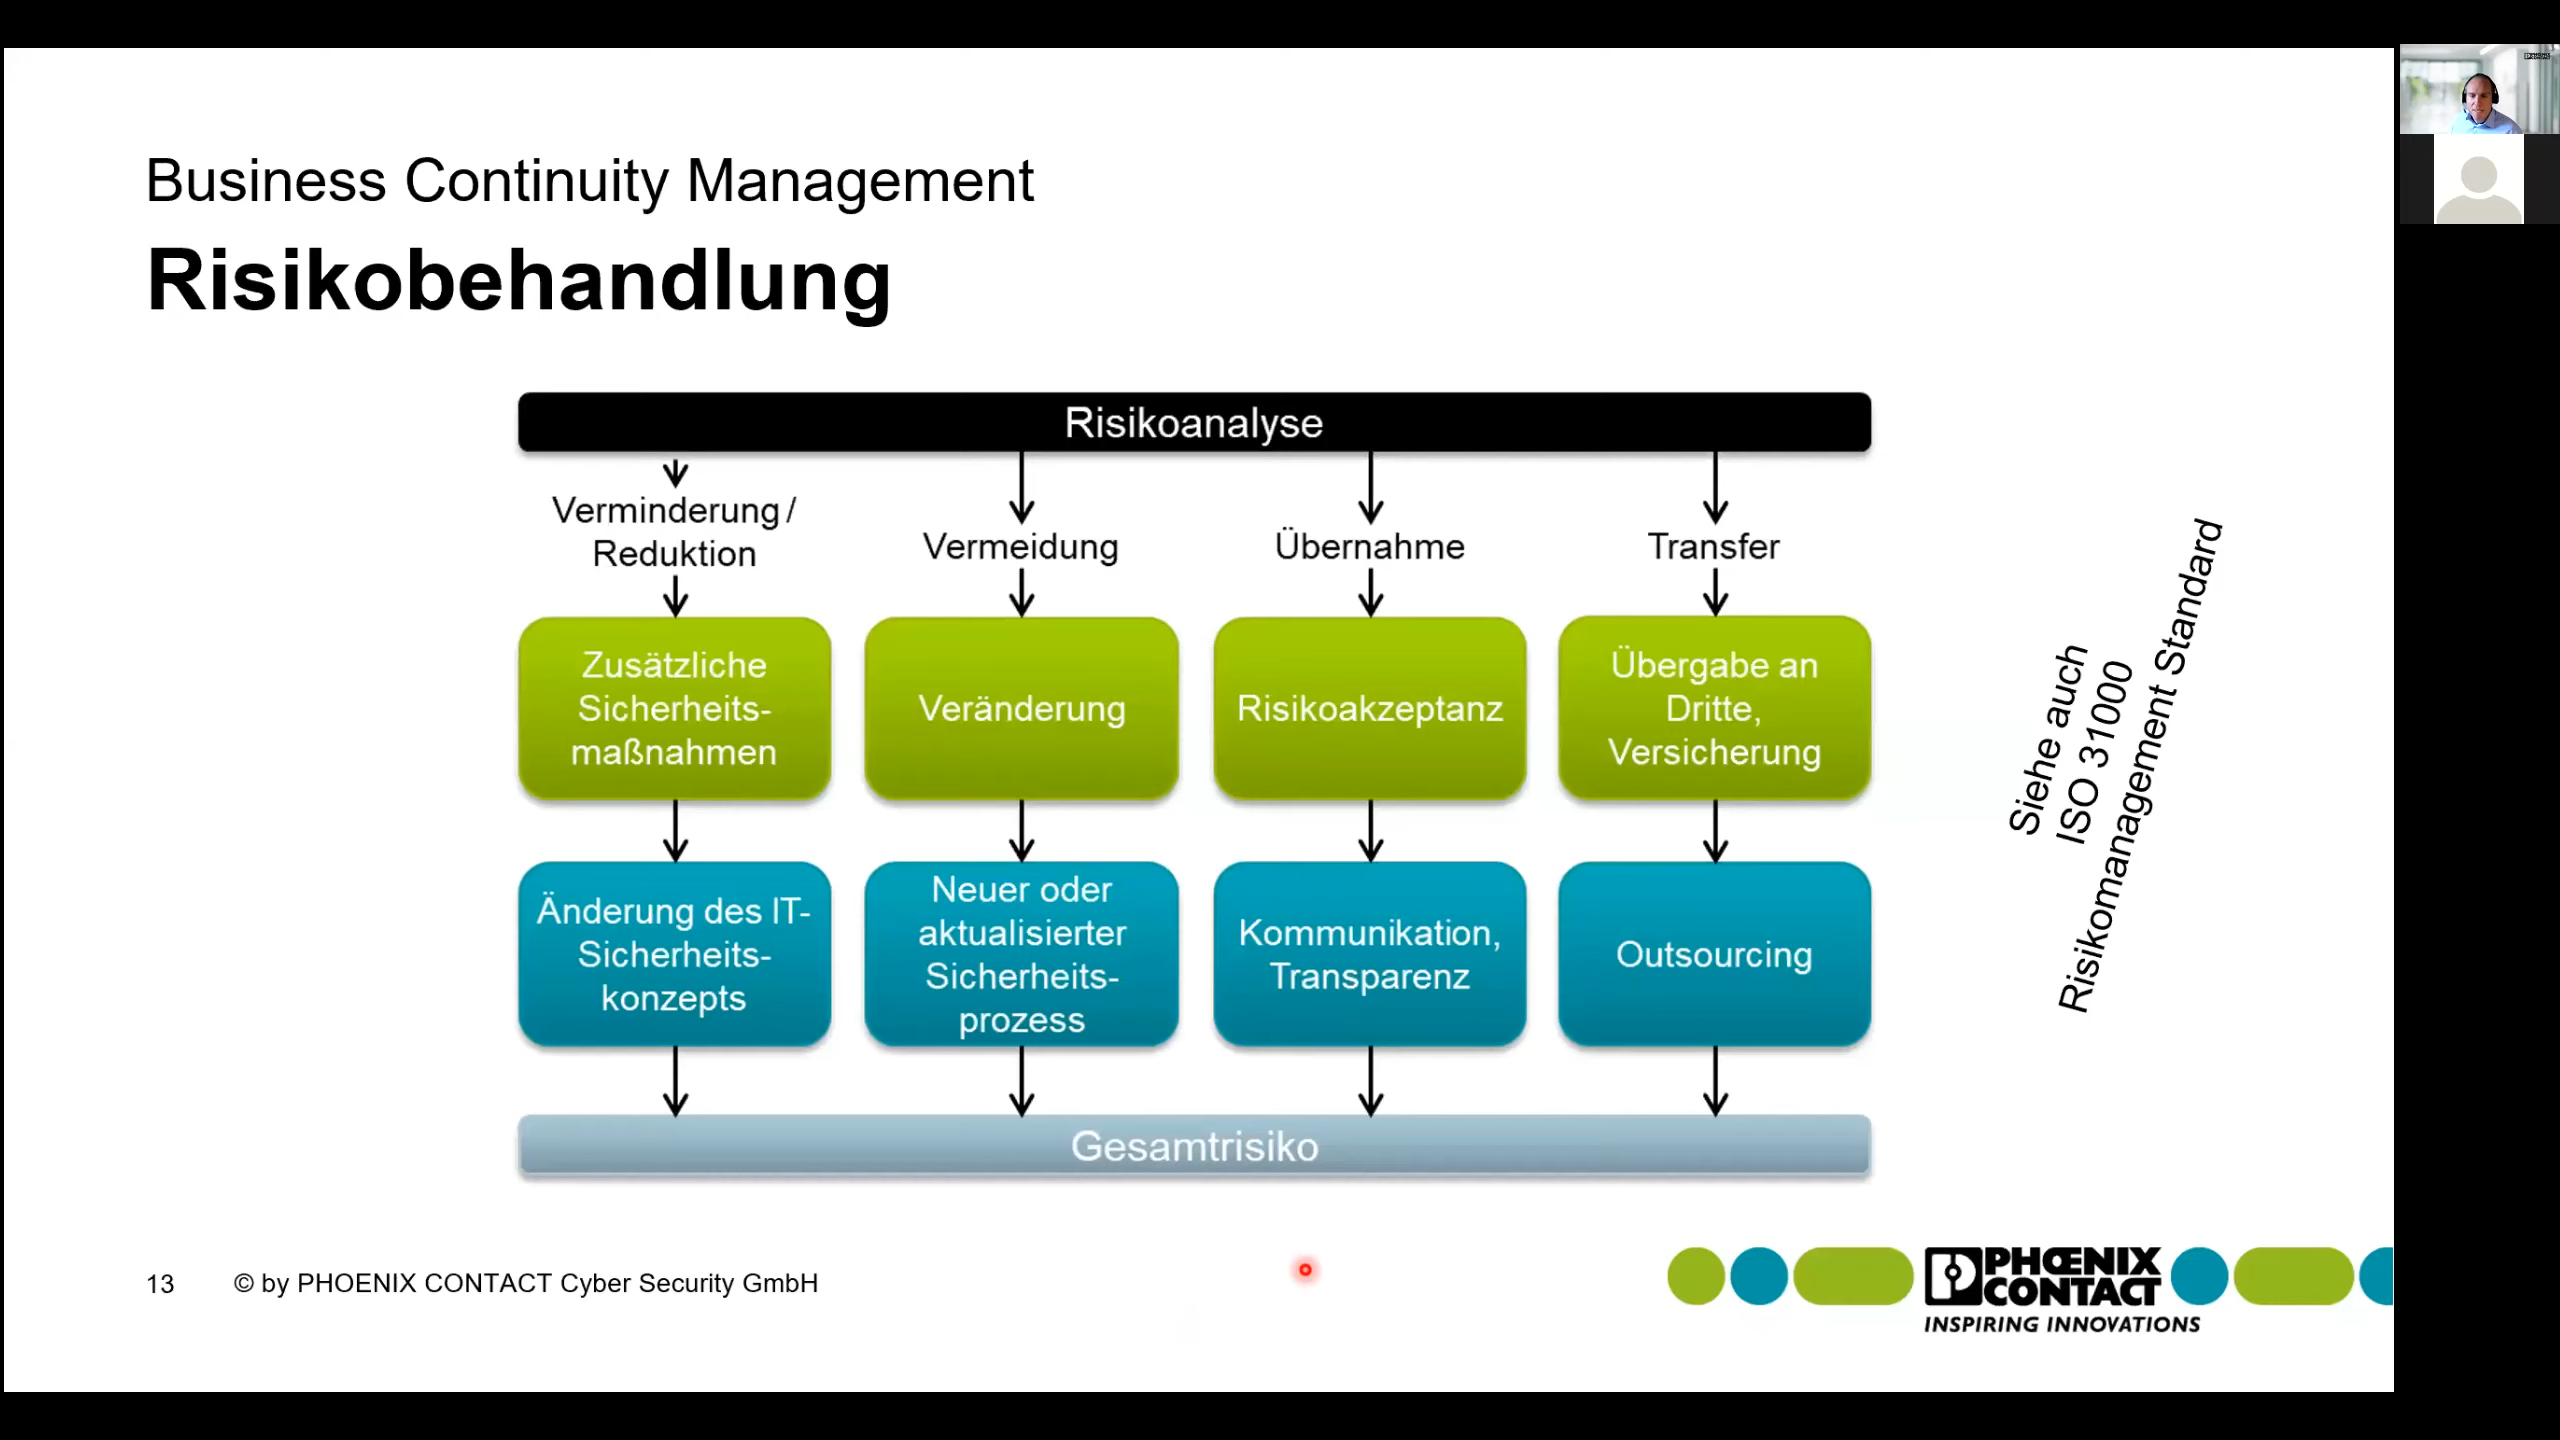 Business Continuity Management
Risikobehandlung
Risikoanalyse
Verminderung /
Reduktion
Vermeidung
Übernahme
Transfer
Zusätzliche
Sicherheits-
maßnahmen
Veränderung
Risikoakzeptanz
Übergabe an
Dritte,
Versicherung
Änderung des IT-
Sicherheits-
konzepts
Neuer oder
aktualisierter
Sicherheits-
prozess
Kommunikation,
Transparenz
Outsourcing
Gesamtrisiko
Siehe auch
ISO 31000
Risikomanagement Standard
13
© by PHOENIX CONTACT Cyber Security GmbH
PHŒNIX
CONTACT
INSPIRING INNOVATIONS